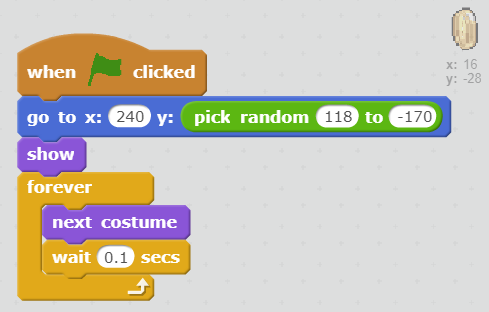 when clicked
go to x: 240 y: pick random 118 to -170
show
forever
next costume
wait 0.1 secs
x: 16
y: -28